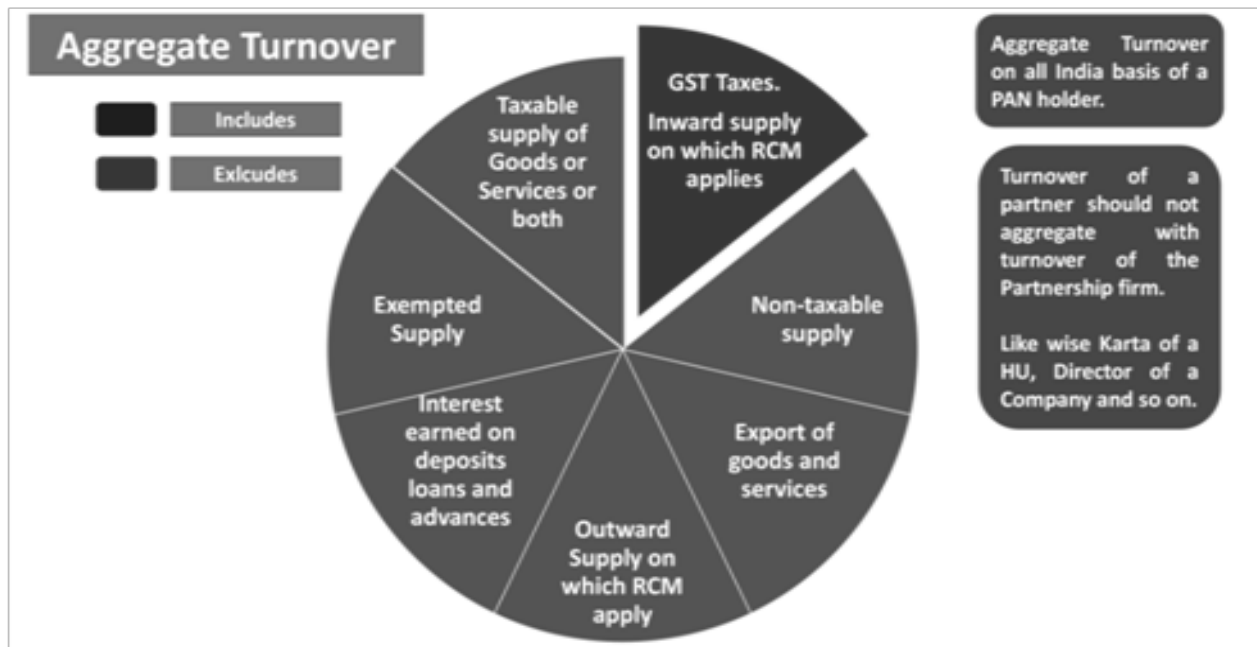 Aggregate Turnover
Includes
Exlcudes
Taxable
supply of
Goods or
Services or
both
GST Taxes.
Inward supply
on which RCM
applies
Non-taxable
supply
Export of
goods and
services
Outward
Supply on
which RCM
apply
Interest
earned on
deposits
loans and
advances
Exempted
Supply
Aggregate Turnover
on all India basis of a
PAN holder.
Turnover of a
partner should not
aggregate with
turnover of the
Partnership firm.
Like wise Karta of a
HU, Director of a
Company and so on.